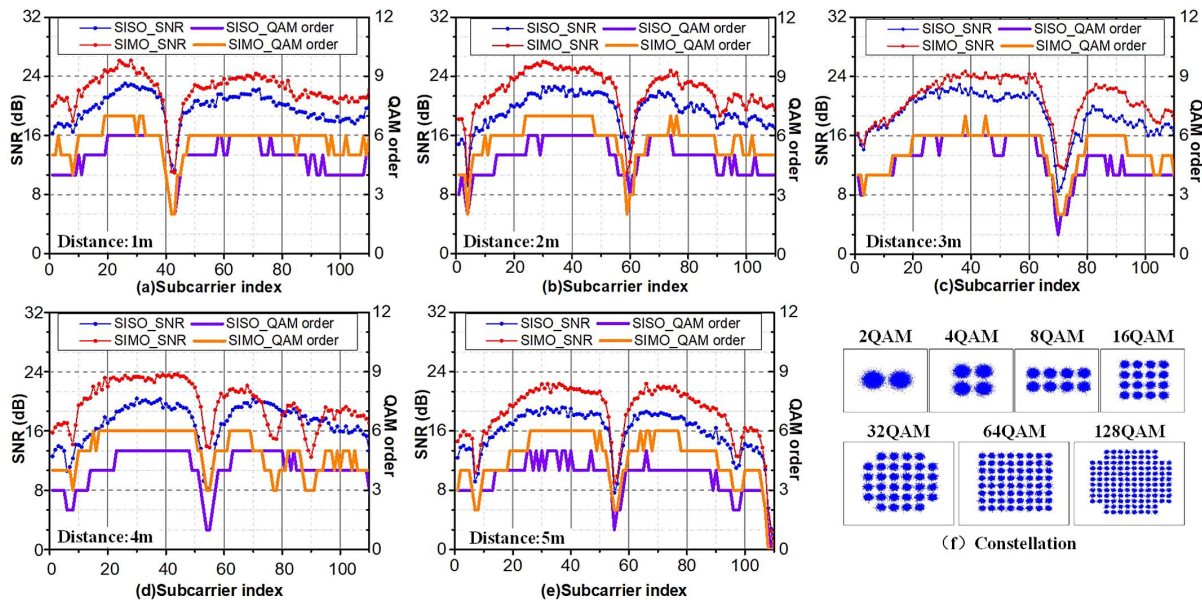 SISO_SNR SISO_QAM order
SIMO_SNR SIMO_QAM order
SNR (dB)
QAM order
32
24
16
8
0
12
9
6
3
0
Distance:1m
0 20 40 60 80 100
(a)Subcarrier index
SISO_SNR SISO_QAM order
SIMO_SNR SIMO_QAM order
SNR (dB)
QAM order
32
24
16
8
0
12
9
6
3
0
Distance:2m
0 20 40 60 80 100
(b) Subcarrier index
SISO_SNR SISO_QAM order
SIMO_SNR SIMO_QAM order
SNR (dB)
QAM order
32
24
16
8
0
12
9
6
3
0
Distance:3m
0 20 40 60 80 100
(c) Subcarrier index
SISO_SNR SISO_QAM order
SIMO_SNR SIMO_QAM order
SNR (dB)
QAM order
32
24
16
8
0
12
9
6
3
0
Distance:4m
0 20 40 60 80 100
(d)Subcarrier index
SISO_SNR SISO_QAM order
SIMO_SNR SIMO_QAM order
SNR (dB)
QAM order
32
24
16
8
0
12
9
6
3
0
Distance:5m
0 20 40 60 80 100
(e)Subcarrier index
2QAM 4QAM 8QAM 16QAM
32QAM 64QAM 128QAM
（f）Constellation